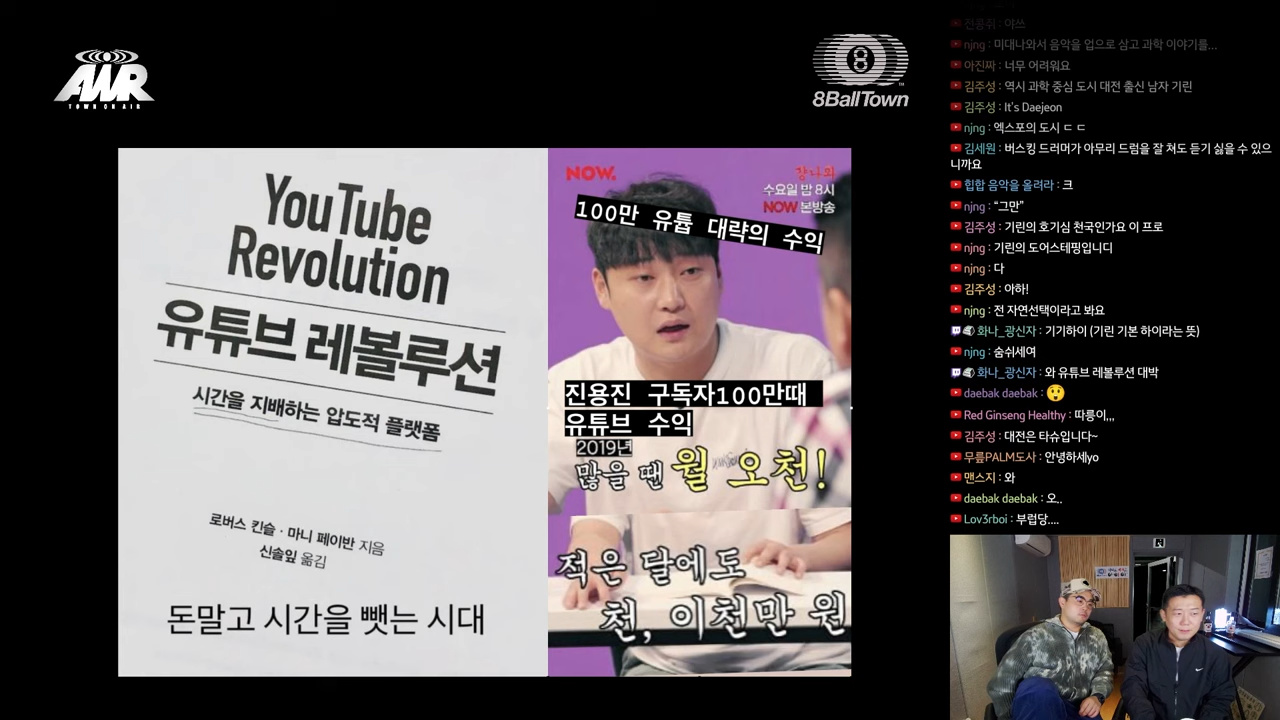 AIR
TOWN ON AIR
8
8BallTown
YouTube
Revolution
유튜브 레볼루션
시간을 지배하는 압도적 플랫폼
로버스 킨슬 · 마니 페이반 지음
신솔잎 옮김
돈말고 시간을 뺏는 시대
NOW.
수요일 밤 8시
NOW 본방송
100만 유튭 대략의 수익
진용진 구독자100만때
유튜브 수익
2019년
많을 땐 월 오천!
적은 달에도
천, 이천만 원
전콩쥐 : 야쓰
njng : 미대나와서 음악을 업으로 삼고 과학 이야기를...
아진짜 : 너무 어려워요
김주성 : 역시 과학 중심 도시 대전 출신 남자 기린
김주성 : It's Daejeon
njng : 엑스포의 도시 ㄷ ㄷ
김세원 : 버스킹 드러머가 아무리 드럼을 잘 쳐도 듣기 싫을 수 있으
니까요
힙합 음악을 올려라 : 크
njng : “그만”
김주성 : 기린의 호기심 천국인가요 이 프로
njng : 기린의 도어스테핑입니디
njng : 다
김주성 : 아하!
njng : 전 자연선택이라고 봐요
화나_광신자 : 기기하이 (기린 기본 하이라는 뜻)
njng : 숨쉬세여
화나_광신자 : 와 유튜브 레볼루션 대박
daebak daebak : 😲
Red Ginseng Healthy : 따릉이,,,
김주성 : 대전은 타슈입니다~
무릎PALM도사 : 안녕하세yo
맨스지 : 와
daebak daebak : 오..
Lov3rboi : 부럽당....